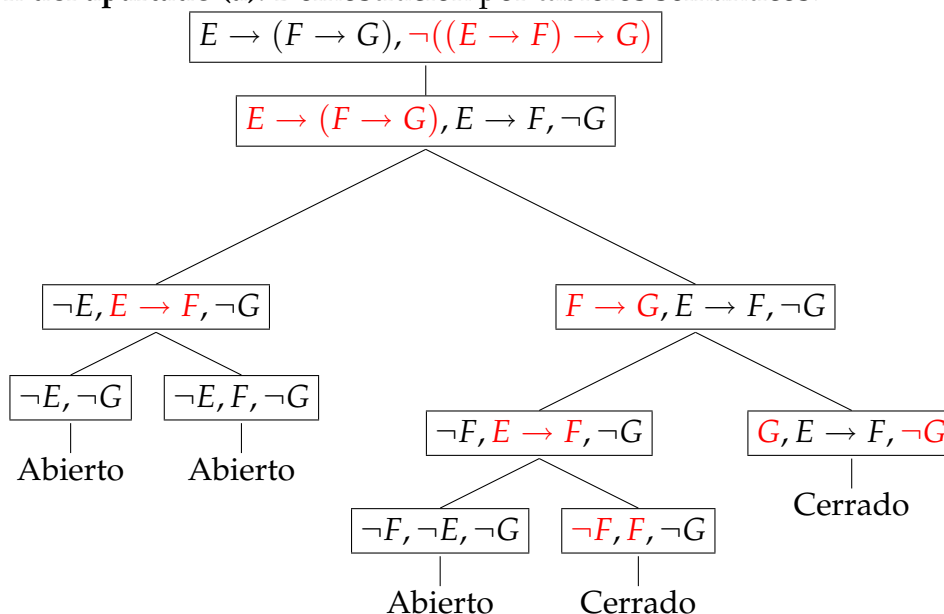 E → (F → G), ¬((E → F) → G)
E → (F → G), E → F, ¬G
¬E, E → F, ¬G
F → G, E → F, ¬G
¬E, ¬G
¬E, F, ¬G
¬F, E → F, ¬G
G, E → F, ¬G
Abierto
Abierto
Cerrado
¬F, ¬E, ¬G
¬F, F, ¬G
Abierto
Cerrado